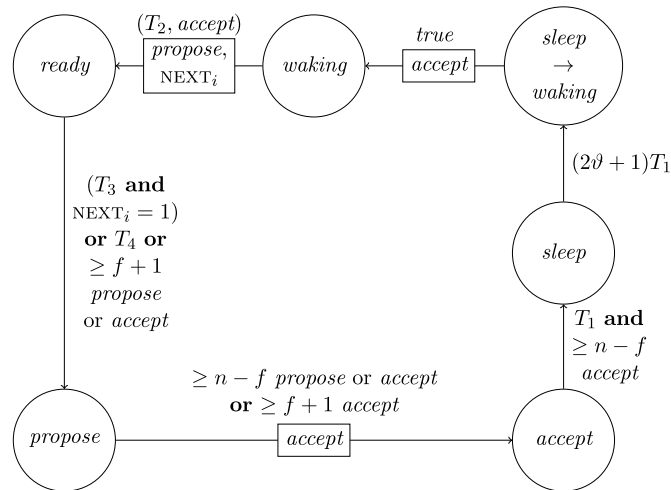 (T₂, accept)
propose,
NEXTᵢ
ready
waking
true
accept
sleep
→
waking
(2ϑ + 1)T₁
sleep
(T₃ and
NEXTᵢ = 1)
or T₄ or
≥ f + 1
propose
or accept
T₁ and
≥ n − f
accept
≥ n − f propose or accept
or ≥ f + 1 accept
propose
accept
accept